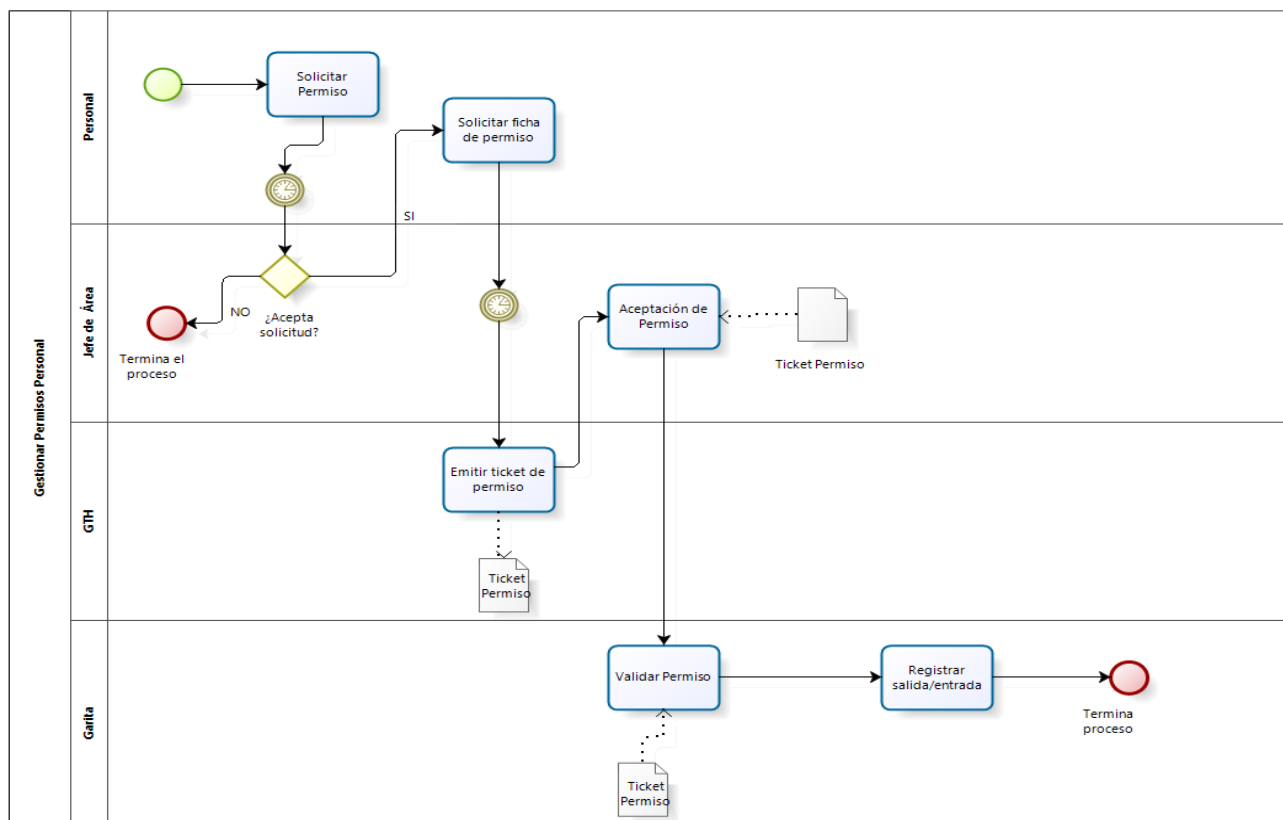 Gestionar Permisos Personal
Personal
Solicitar
Permiso
Solicitar ficha
de permiso
SI
Jefe de Área
NO
¿Acepta
solicitud?
Termina el
proceso
Aceptación de
Permiso
Ticket Permiso
GTH
Emitir ticket de
permiso
Ticket
Permiso
Garita
Validar Permiso
Registrar
salida/entrada
Termina
proceso
Ticket
Permiso